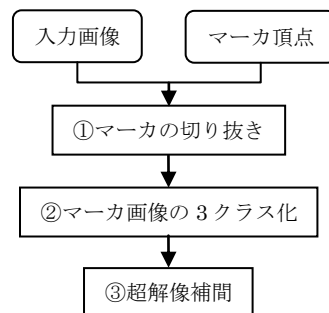 入力画像
マーカ頂点
①マーカの切り抜き
②マーカ画像の3クラス化
③超解像補間